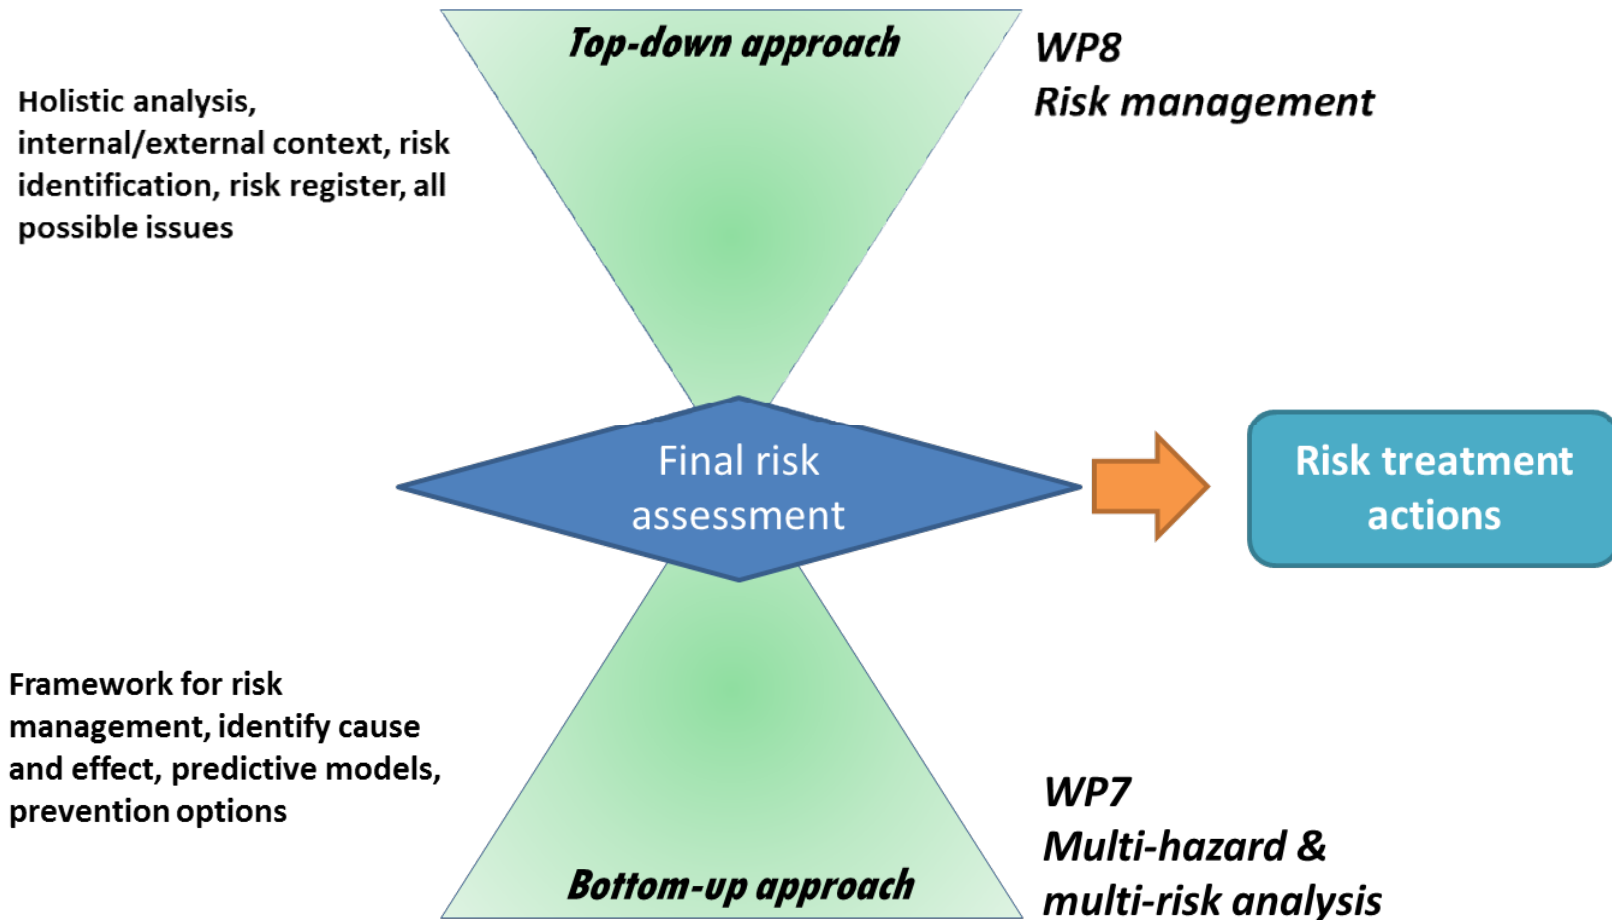 Top-down approach
WP8
Risk management
Holistic analysis,
internal/external context, risk
identification, risk register, all
possible issues
Final risk
assessment
Risk treatment
actions
Framework for risk
management, identify cause
and effect, predictive models,
prevention options
WP7
Multi-hazard &
multi-risk analysis
Bottom-up approach